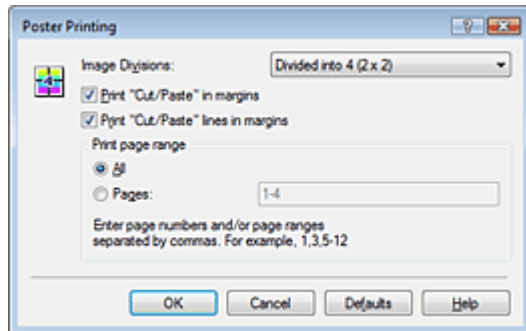 Poster Printing
Image Divisions: Divided into 4 (2 x 2)
Print "Cut/Paste" in margins
Print "Cut/Paste" lines in margins
Print page range
All
Pages: 1-4
Enter page numbers and/or page ranges
separated by commas. For example, 1,3,5-12
OK Cancel Defaults Help